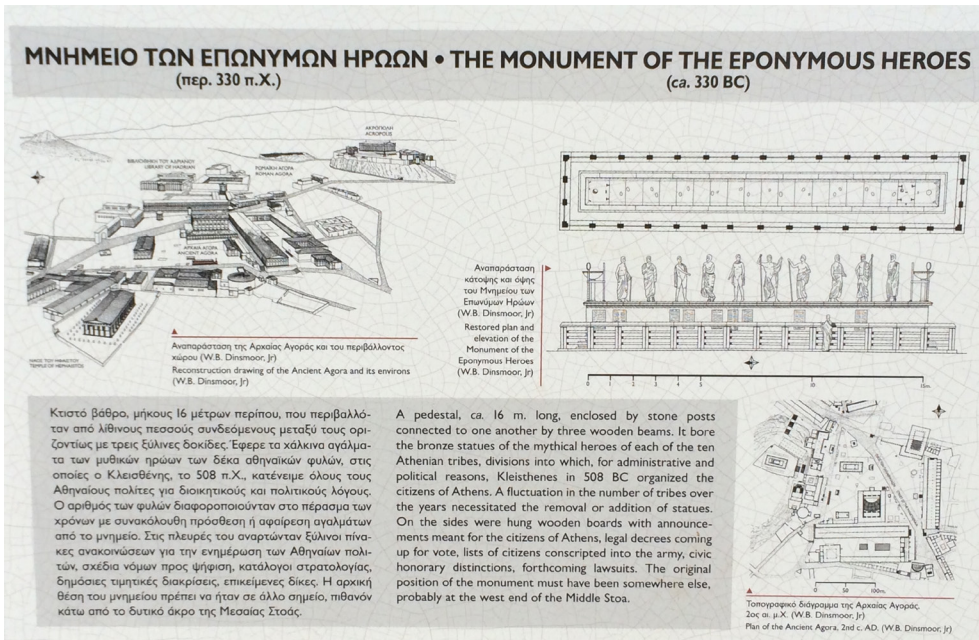 ΜΝΗΜΕΙΟ ΤΩΝ ΕΠΩΝΥΜΩΝ ΗΡΩΩΝ • THE MONUMENT OF THE EPONYMOUS HEROES
(περ. 330 π.Χ.)
(ca. 330 BC)
ΑΚΡΟΠΟΛΗ
ACROPOLIS
ΒΙΒΛΙΟΘΗΚΗ ΤΟΥ ΑΔΡΙΑΝΟΥ
LIBRARY OF HADRIAN
ΡΩΜΑΪΚΗ ΑΓΟΡΑ
ROMAN AGORA
ΑΡΧΑΙΑ ΑΓΟΡΑ
ANCIENT AGORA
ΝΑΟΣ ΤΟΥ ΗΦΑΙΣΤΟΥ
TEMPLE OF HEPHAISTOS
Αναπαράσταση της Αρχαίας Αγοράς και του περιβάλλοντος
χώρου (W.B. Dinsmoor, Jr)
Reconstruction drawing of the Ancient Agora and its environs
(W.B. Dinsmoor, Jr)
Αναπαράσταση
κάτοψης και όψης
του Μνημείου των
Επωνύμων Ηρώων
(W.B. Dinsmoor, Jr)
Restored plan and
elevation of the
Monument of the
Eponymous Heroes
(W.B. Dinsmoor, Jr)
0 1 2 3 4 5 10 15m.
Κτιστό βάθρο, μήκους 16 μέτρων περίπου, που περιβαλλό-
ταν από λίθινους πεσσούς συνδεόμενους μεταξύ τους ορι-
ζοντίως με τρεις ξύλινες δοκίδες. Έφερε τα χάλκινα αγάλμα-
τα των μυθικών ηρώων των δέκα αθηναϊκών φυλών, στις
οποίες ο Κλεισθένης, το 508 π.Χ., κατένειμε όλους τους
Αθηναίους πολίτες για διοικητικούς και πολιτικούς λόγους.
Ο αριθμός των φυλών διαφοροποιούνταν στο πέρασμα των
χρόνων με συνακόλουθη πρόσθεση ή αφαίρεση αγαλμάτων
από το μνημείο. Στις πλευρές του αναρτώνταν ξύλινοι πίνα-
κες ανακοινώσεων για την ενημέρωση των Αθηναίων πολι-
τών, σχέδια νόμων προς ψήφιση, κατάλογοι στρατολογίας,
δημόσιες τιμητικές διακρίσεις, επικείμενες δίκες. Η αρχική
θέση του μνημείου πρέπει να ήταν σε άλλο σημείο, πιθανόν
κάτω από το δυτικό άκρο της Μεσαίας Στοάς.
A pedestal, ca. 16 m. long, enclosed by stone posts
connected to one another by three wooden beams. It bore
the bronze statues of the mythical heroes of each of the ten
Athenian tribes, divisions into which, for administrative and
political reasons, Kleisthenes in 508 BC organized the
citizens of Athens. A fluctuation in the number of tribes over
the years necessitated the removal or addition of statues.
On the sides were hung wooden boards with announce-
ments meant for the citizens of Athens, legal decrees coming
up for vote, lists of citizens conscripted into the army, civic
honorary distinctions, forthcoming lawsuits. The original
position of the monument must have been somewhere else,
probably at the west end of the Middle Stoa.
0 50 100m.
Τοπογραφικό διάγραμμα της Αρχαίας Αγοράς,
2ος αι. μ.Χ. (W.B. Dinsmoor, Jr)
Plan of the Ancient Agora, 2nd c. AD. (W.B. Dinsmoor, Jr)